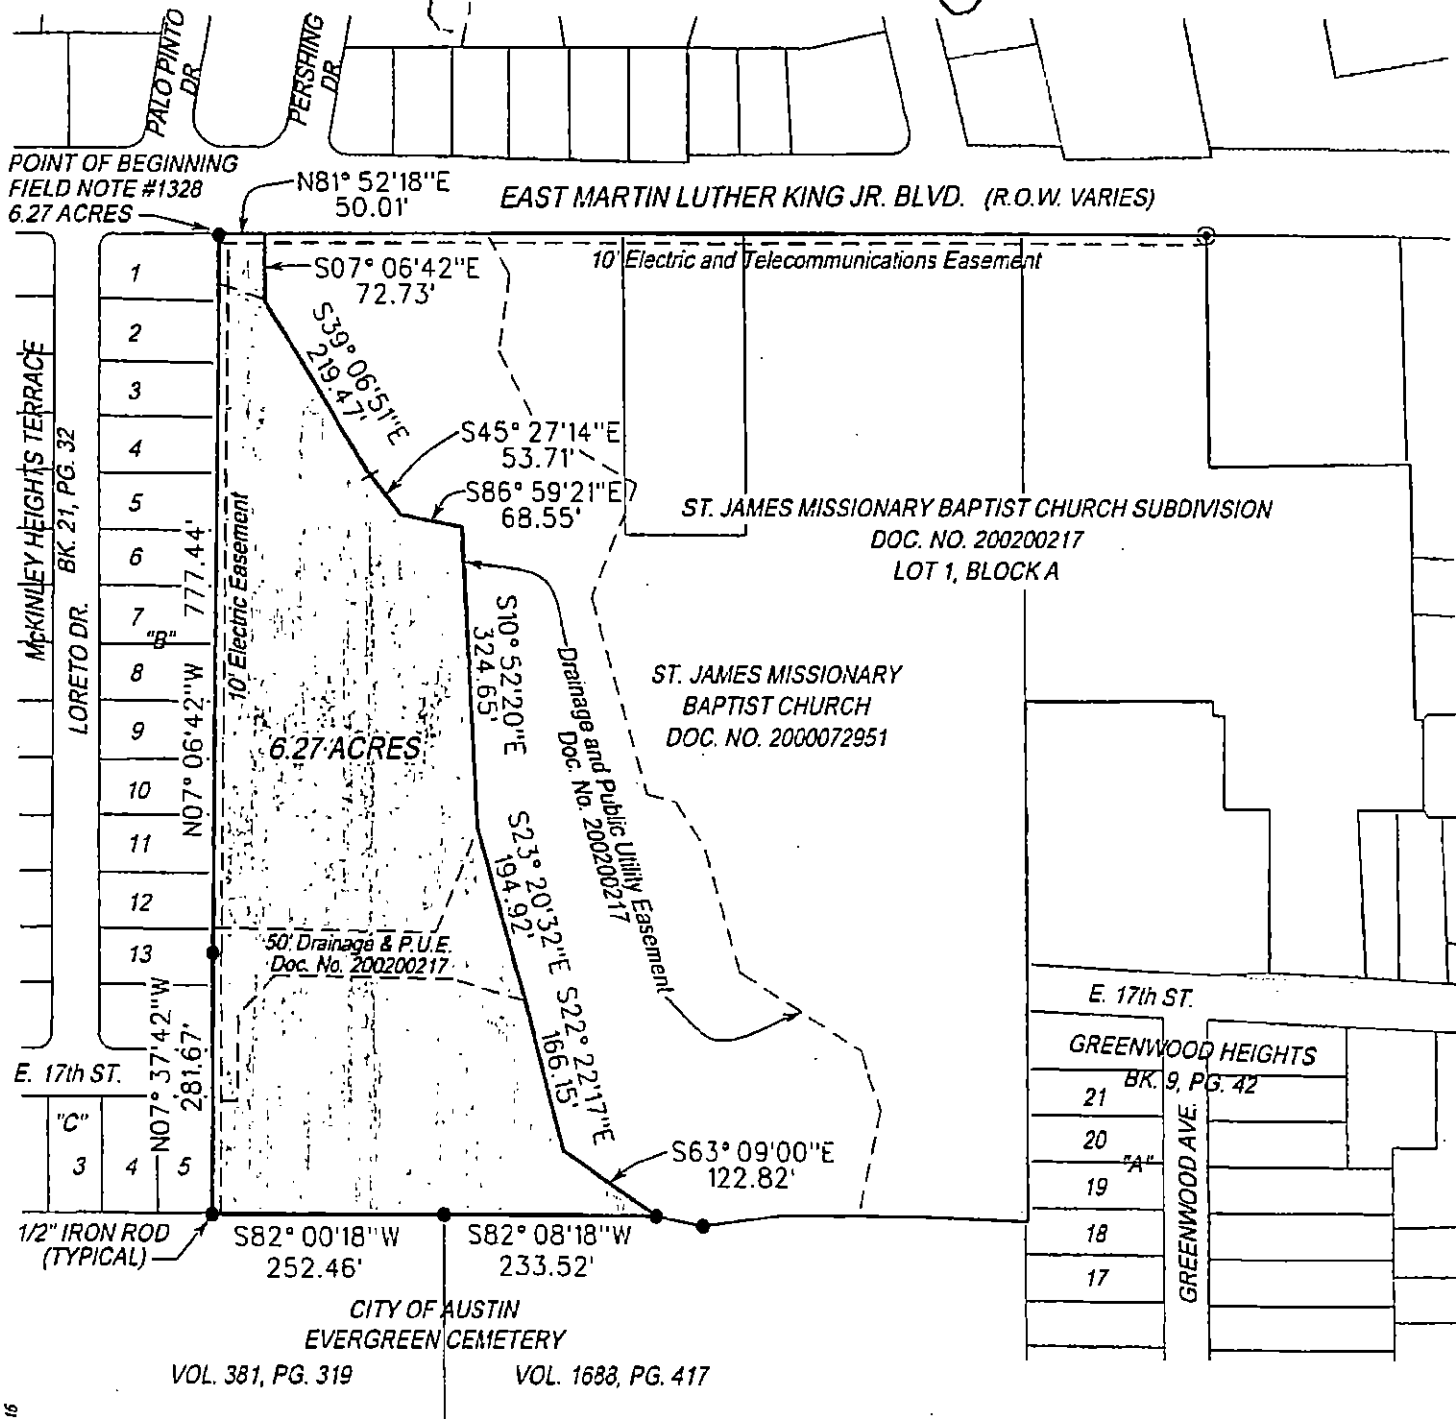 PALO PINTO
DR
PERSHING
DR
POINT OF BEGINNING
FIELD NOTE #1328
6.27 ACRES
N81° 52'18"E
50.01'
EAST MARTIN LUTHER KING JR. BLVD. (R.O.W. VARIES)
10' Electric and Telecommunications Easement
S07° 06'42"E
72.73'
S39° 06'51"E
219.47'
S45° 27'14"E
53.71'
S86° 59'21"E
68.55'
ST. JAMES MISSIONARY BAPTIST CHURCH SUBDIVISION
DOC. NO. 200200217
LOT 1, BLOCK A
1
2
3
4
5
6
7
"B"
8
9
10
11
12
13
McKINLEY HEIGHTS TERRACE
BK. 21, PG. 32
LORETO DR.
N07° 06'42"W 777.44'
10' Electric Easement
6.27 ACRES
S10° 52'20"E
324.65'
Drainage and Public Utility Easement
Doc. No. 200200217
ST. JAMES MISSIONARY
BAPTIST CHURCH
DOC. NO. 2000072951
S23° 20'32"E
194.92'
50' Drainage & P.U.E.
Doc. No. 200200217
S22° 22'17"E
166.15'
N07° 37'42"W
281.67'
E. 17th ST.
"C"
3
4
5
S63° 09'00"E
122.82'
E. 17th ST.
GREENWOOD HEIGHTS
BK. 9, PG. 42
21
20
"A"
19
18
17
GREENWOOD AVE.
1/2" IRON ROD
(TYPICAL)
S82° 00'18"W
252.46'
S82° 08'18"W
233.52'
CITY OF AUSTIN
EVERGREEN CEMETERY
VOL. 381, PG. 319
VOL. 1688, PG. 417
16